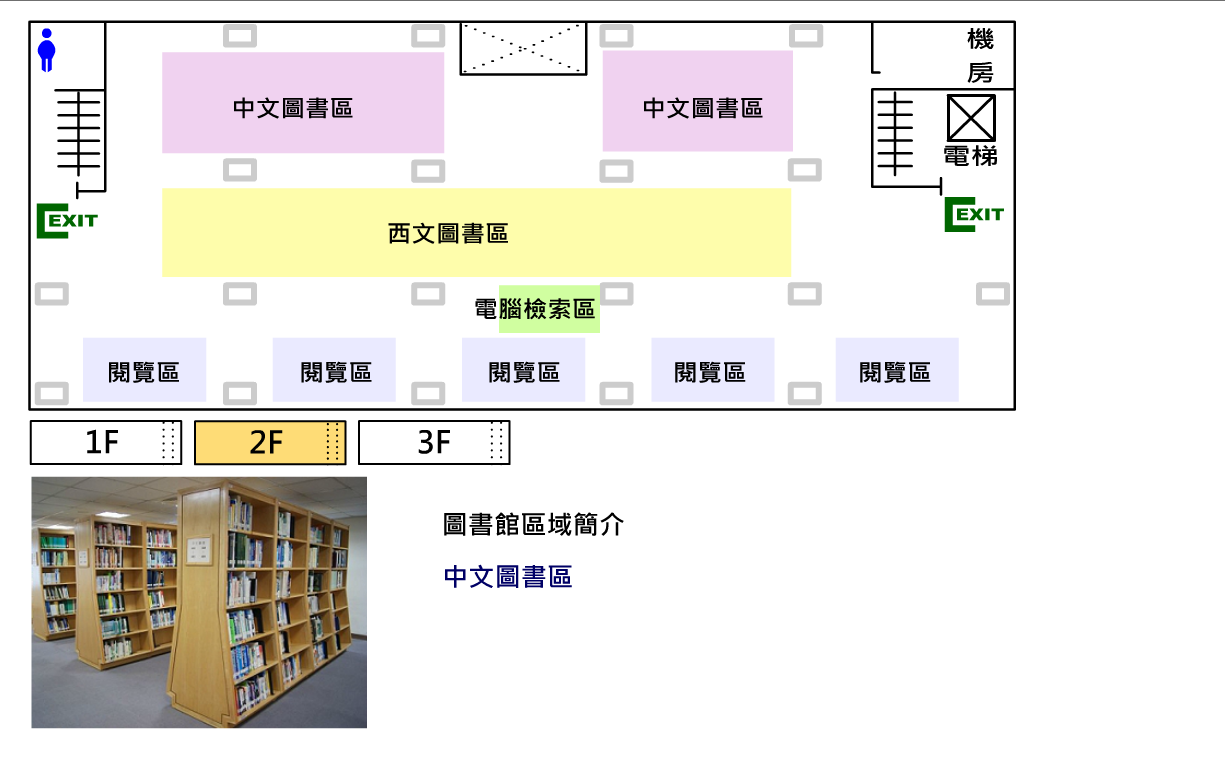 機
房
中文圖書區
中文圖書區
電梯
EXIT
EXIT
西文圖書區
電腦檢索區
閱覽區
閱覽區
閱覽區
閱覽區
閱覽區
1F
2F
3F
圖書館區域簡介
中文圖書區